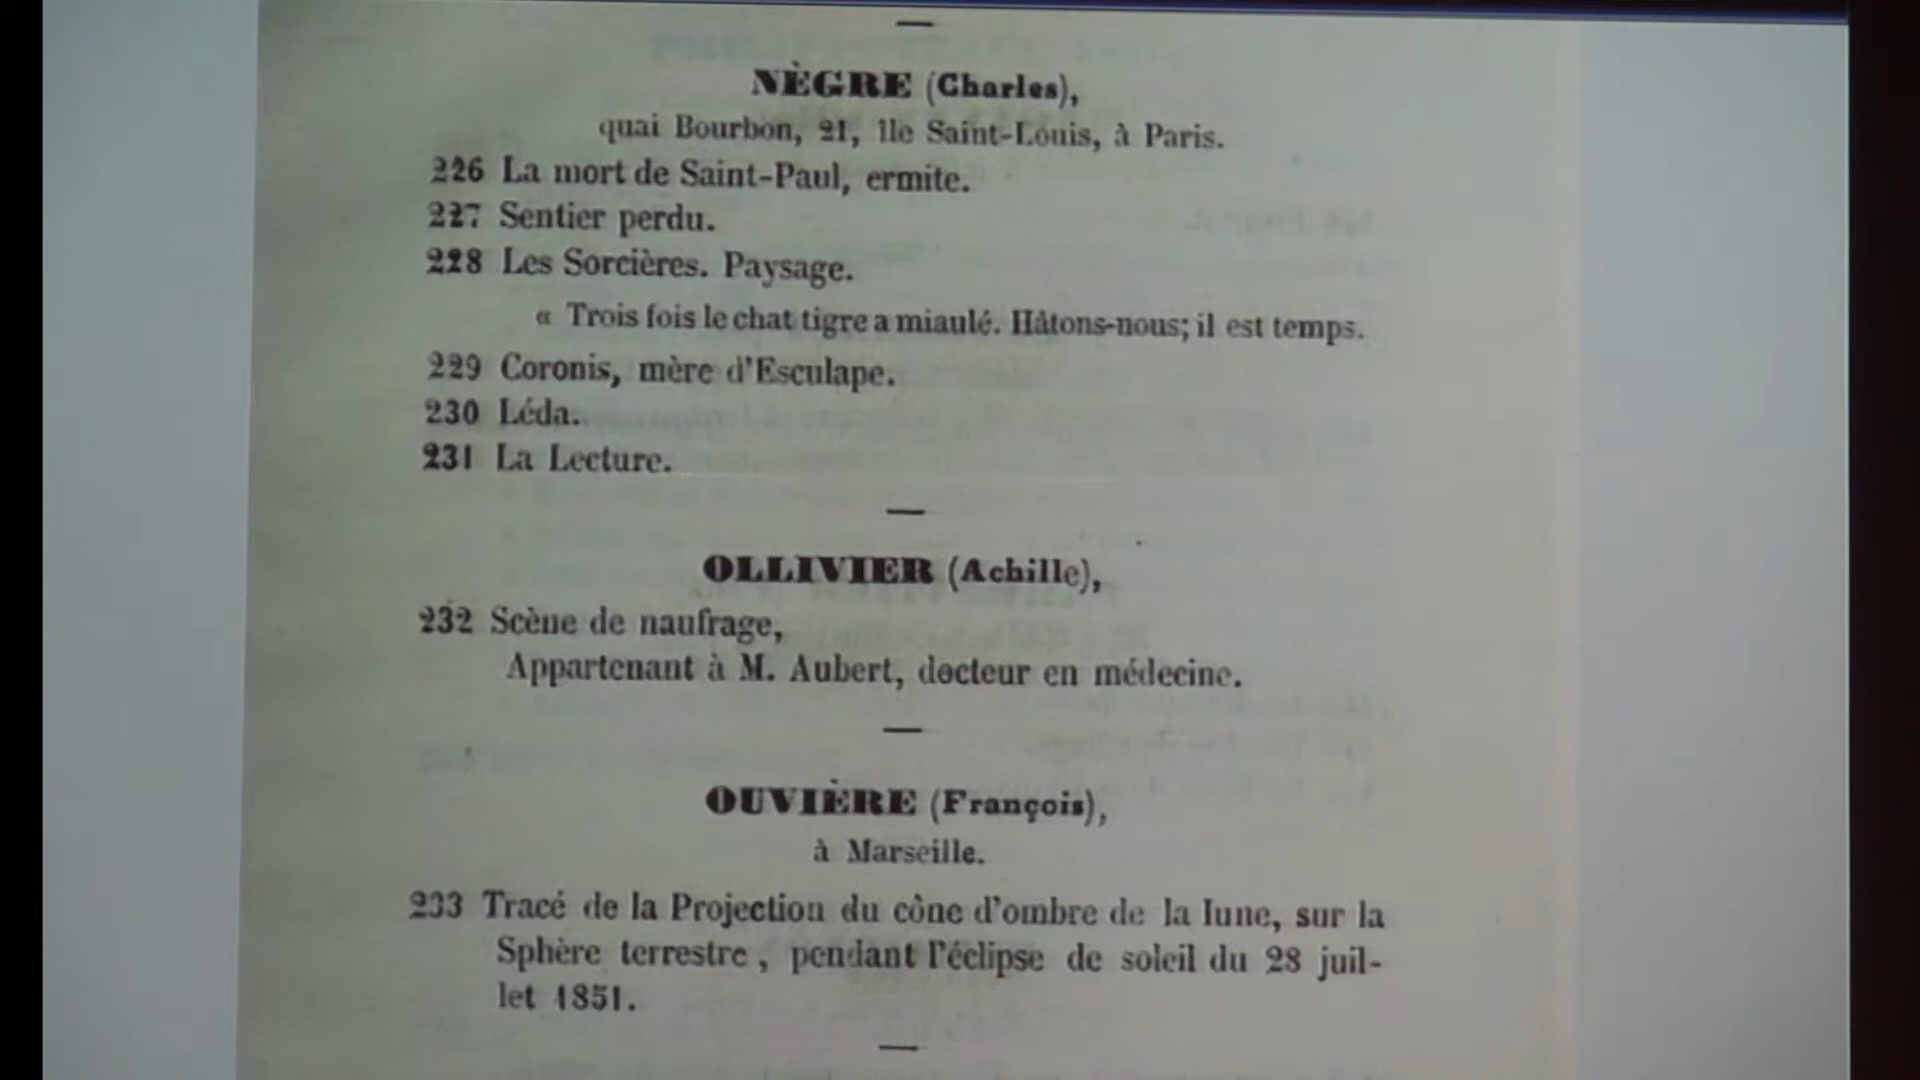 NÈGRE (Charles),
quai Bourbon, 21, île Saint-Louis, à Paris.
226 La mort de Saint-Paul, ermite.
227 Sentier perdu.
228 Les Sorcières. Paysage.
« Trois fois le chat tigre a miaulé. Hâtons-nous; il est temps.
229 Coronis, mère d'Esculape.
230 Léda.
231 La Lecture.
OLLIVIER (Achille),
232 Scène de naufrage,
Appartenant à M. Aubert, docteur en médecine.
OUVIÈRE (François),
à Marseille.
233 Tracé de la Projection du cône d'ombre de la lune, sur la
Sphère terrestre, pendant l'éclipse de soleil du 28 juil-
let 1851.